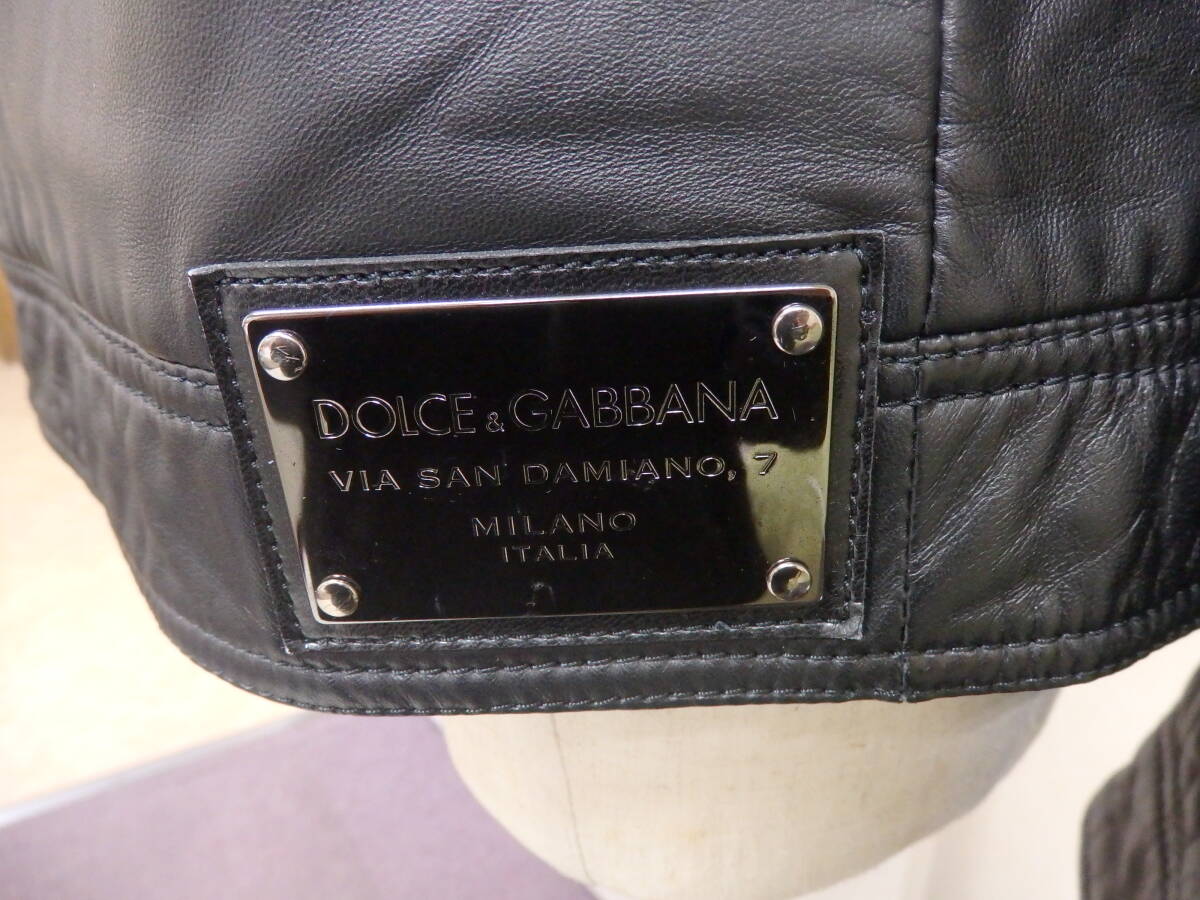 DOLCE & GABBANA
VIA SAN DAMIANO, 7
MILANO
ITALIA